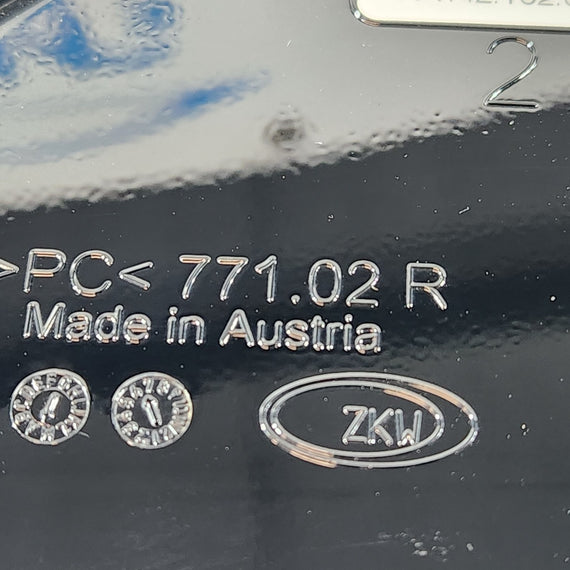 2
>PC< 771.02 R
Made in Austria
ZKW